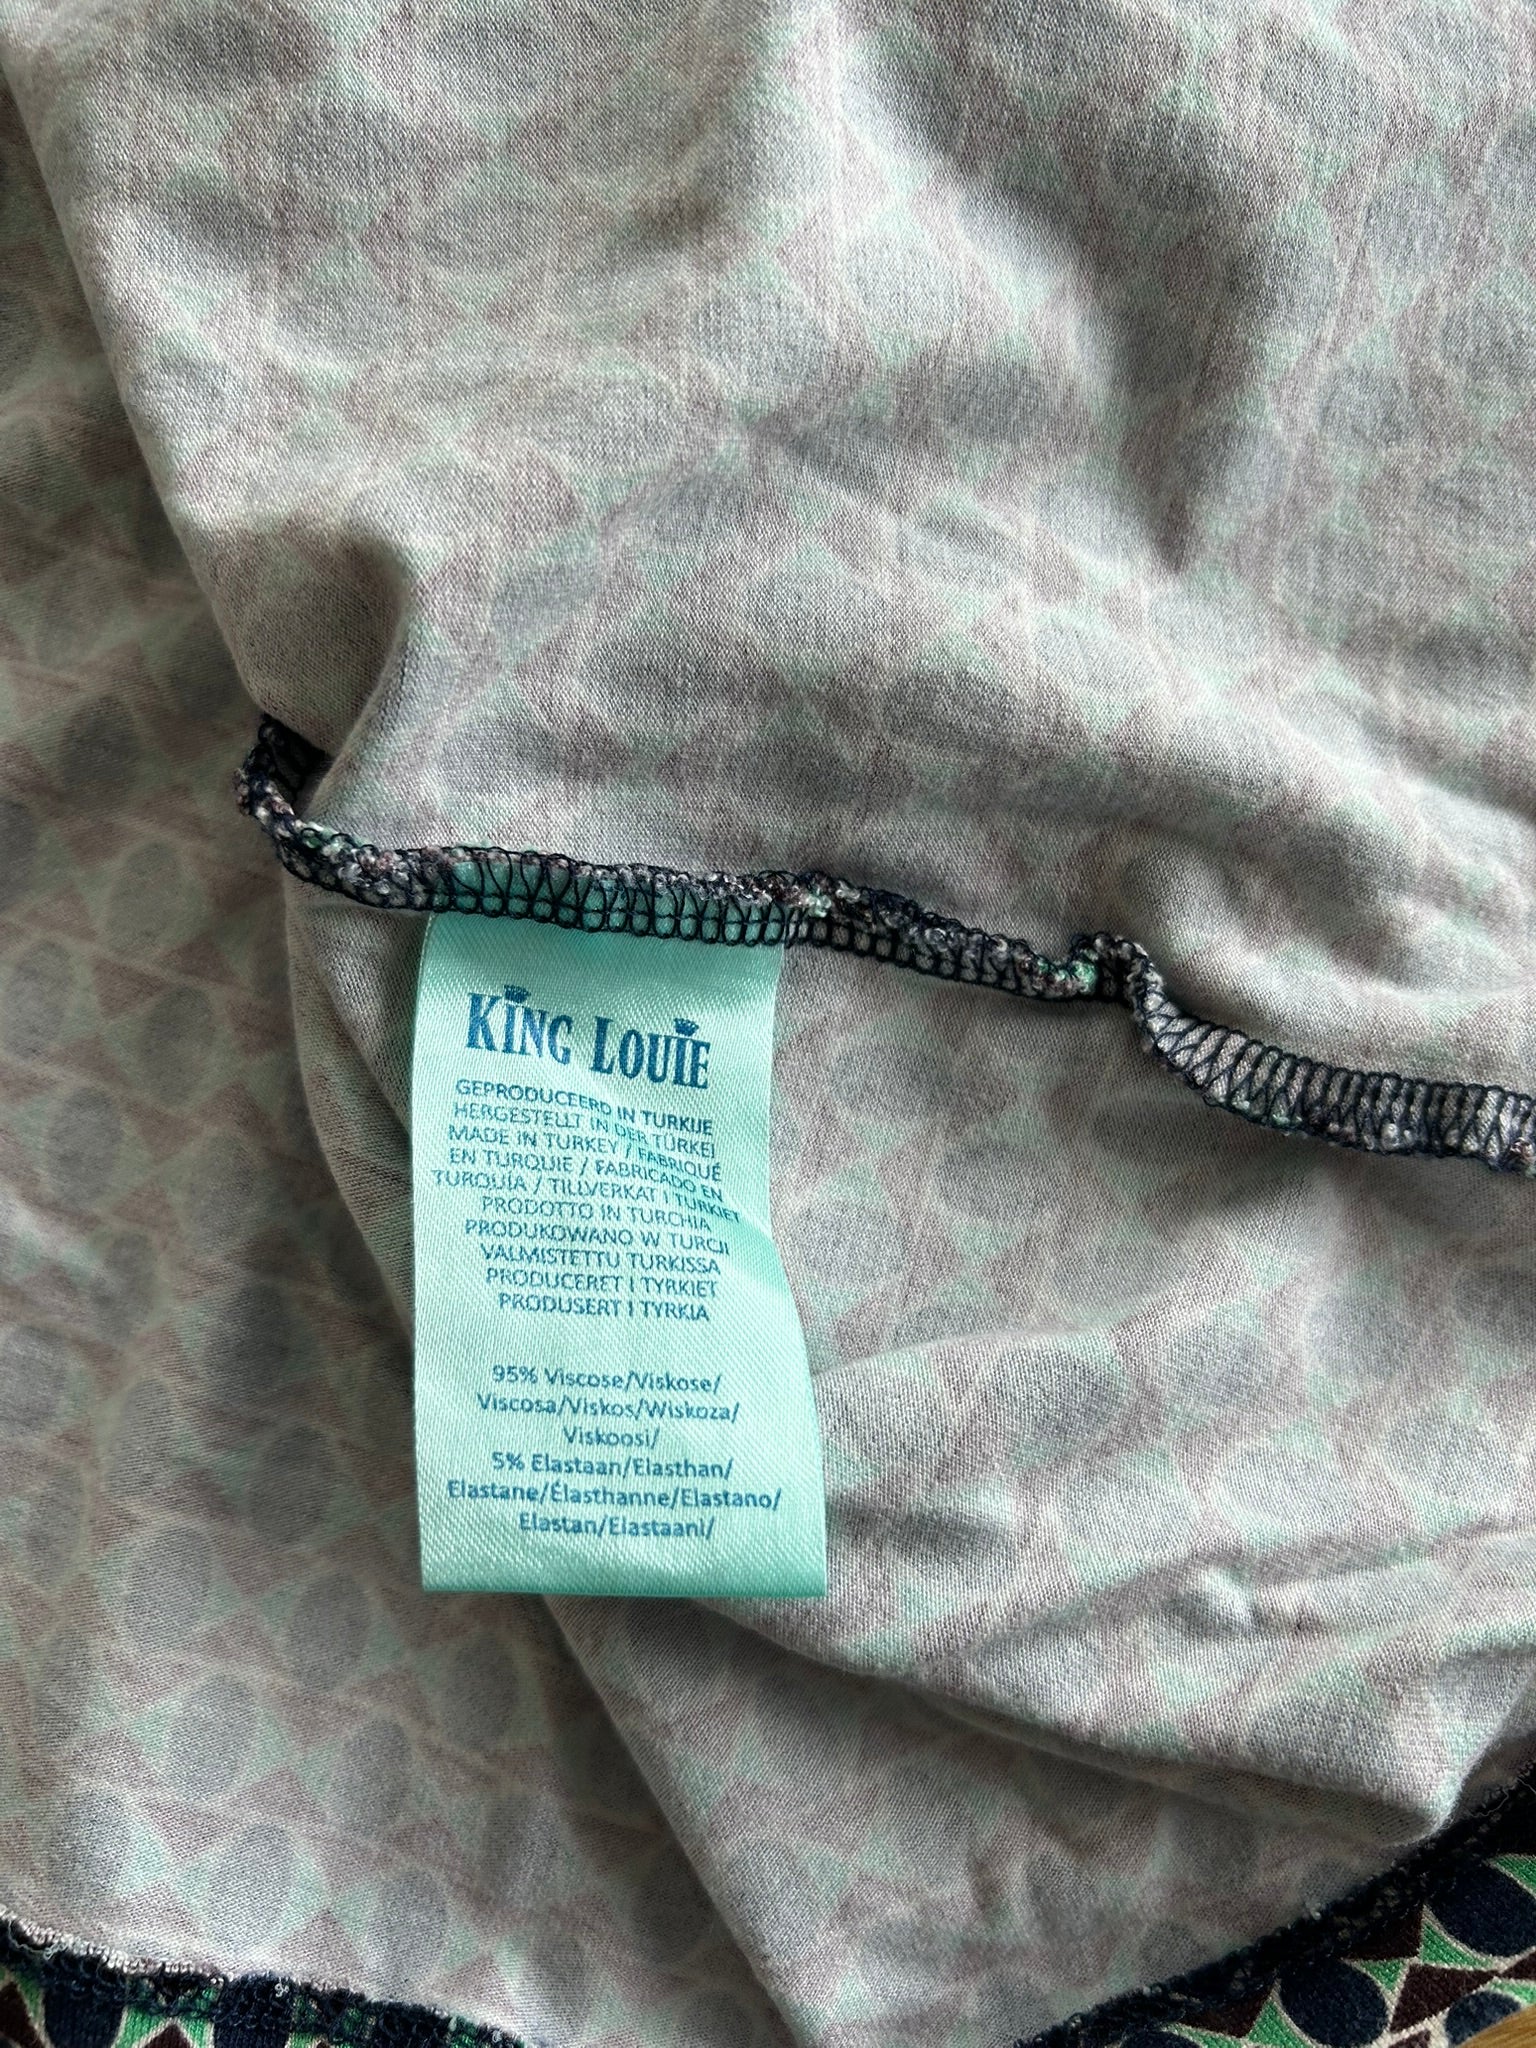 KING LOUIE
GEPRODUCEERD IN TURKIJE
HERGESTELLT IN DER TÜRKEI
MADE IN TURKEY / FABRIQUÉ
EN TURQUIE / FABRICADO EN
TURQUÍA / TILLVERKAT I TURKIET
PRODOTTO IN TURCHIA
PRODUKOWANO W TURCJI
VALMISTETTU TURKISSA
PRODUCERET I TYRKIET
PRODUSERT I TYRKIA
95% Viscose/Viskose/
Viscosa/Viskos/Wiskoza/
Viskoosi/
5% Elastaan/Elasthan/
Elastane/Élasthanne/Elastano/
Elastan/Elastaani/